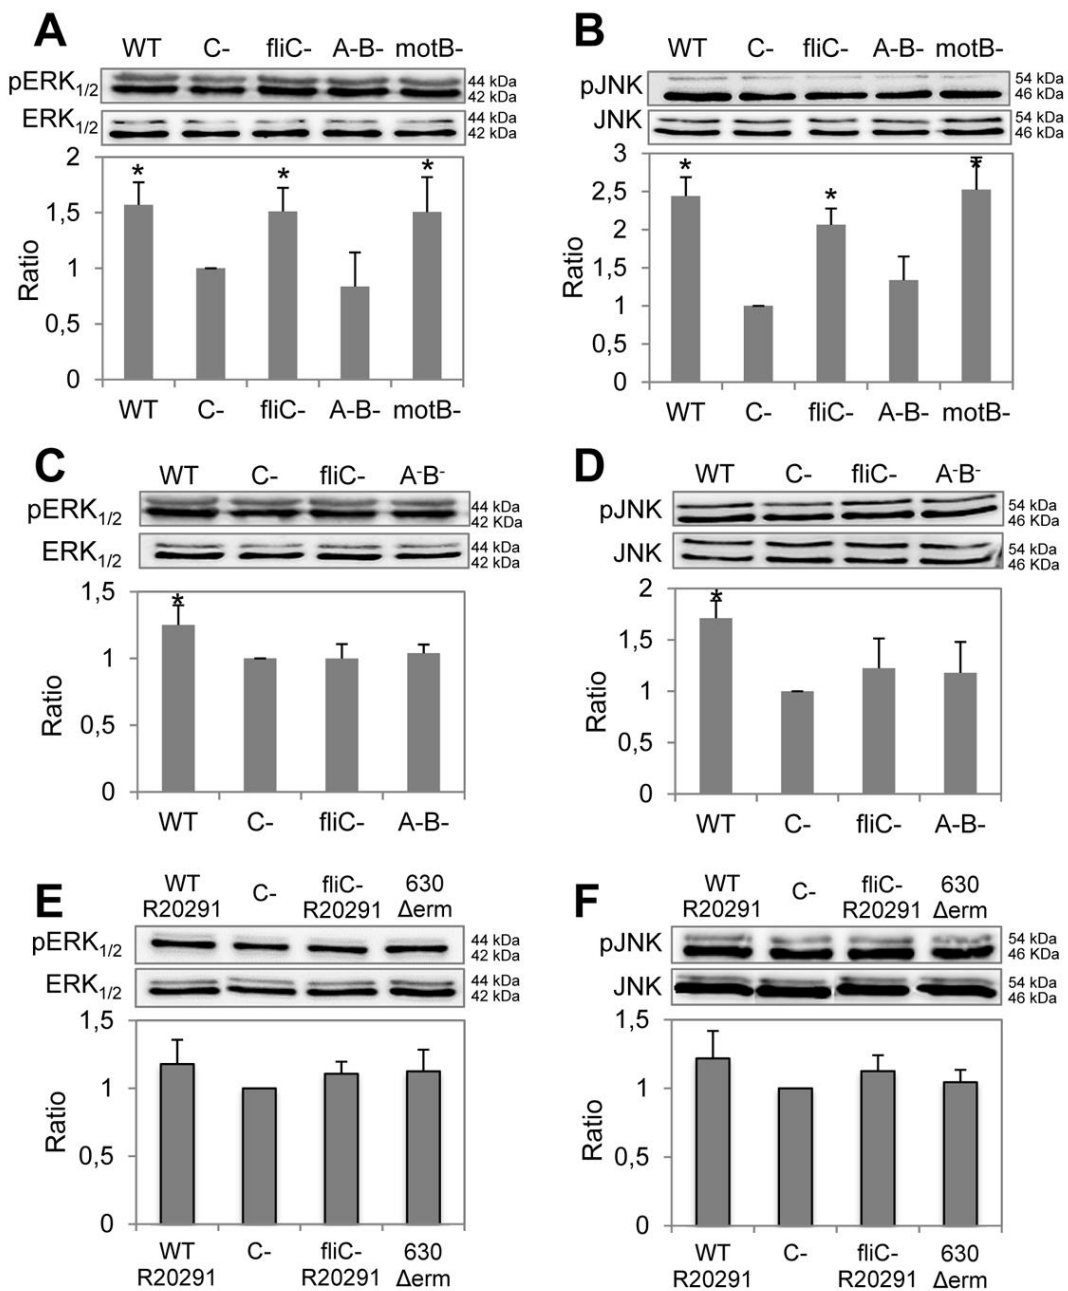 A
WT C- fliC- A-B- motB-
pERK1/2 44 kDa
42 kDa
ERK1/2 44 kDa
42 kDa
2
1,5
1
0,5
0
Ratio
* * *
WT C- fliC- A-B- motB-
B
WT C- fliC- A-B- motB-
pJNK 54 kDa
46 kDa
JNK 54 kDa
46 kDa
3
2,5
2
1,5
1
0,5
0
Ratio
* * *
WT C- fliC- A-B- motB-
C
WT C- fliC- A-B-
pERK1/2 44 kDa
42 KDa
ERK1/2 44 kDa
42 kDa
1,5
1
0,5
0
Ratio
*
WT C- fliC- A-B-
D
WT C- fliC- A-B-
pJNK 54 kDa
46 KDa
JNK 54 kDa
46 KDa
2
1,5
1
0,5
0
Ratio
*
WT C- fliC- A-B-
E
WT C- fliC- 630
R20291 R20291 Δerm
pERK1/2 44 kDa
42 kDa
ERK1/2 44 kDa
42 kDa
1,5
1
0,5
0
Ratio
WT C- fliC- 630
R20291 R20291 Δerm
F
WT C- fliC- 630
R20291 R20291 Δerm
pJNK 54 kDa
46 KDa
JNK 54 kDa
46 kDa
1,5
1
0,5
0
Ratio
WT C- fliC- 630
R20291 R20291 Δerm